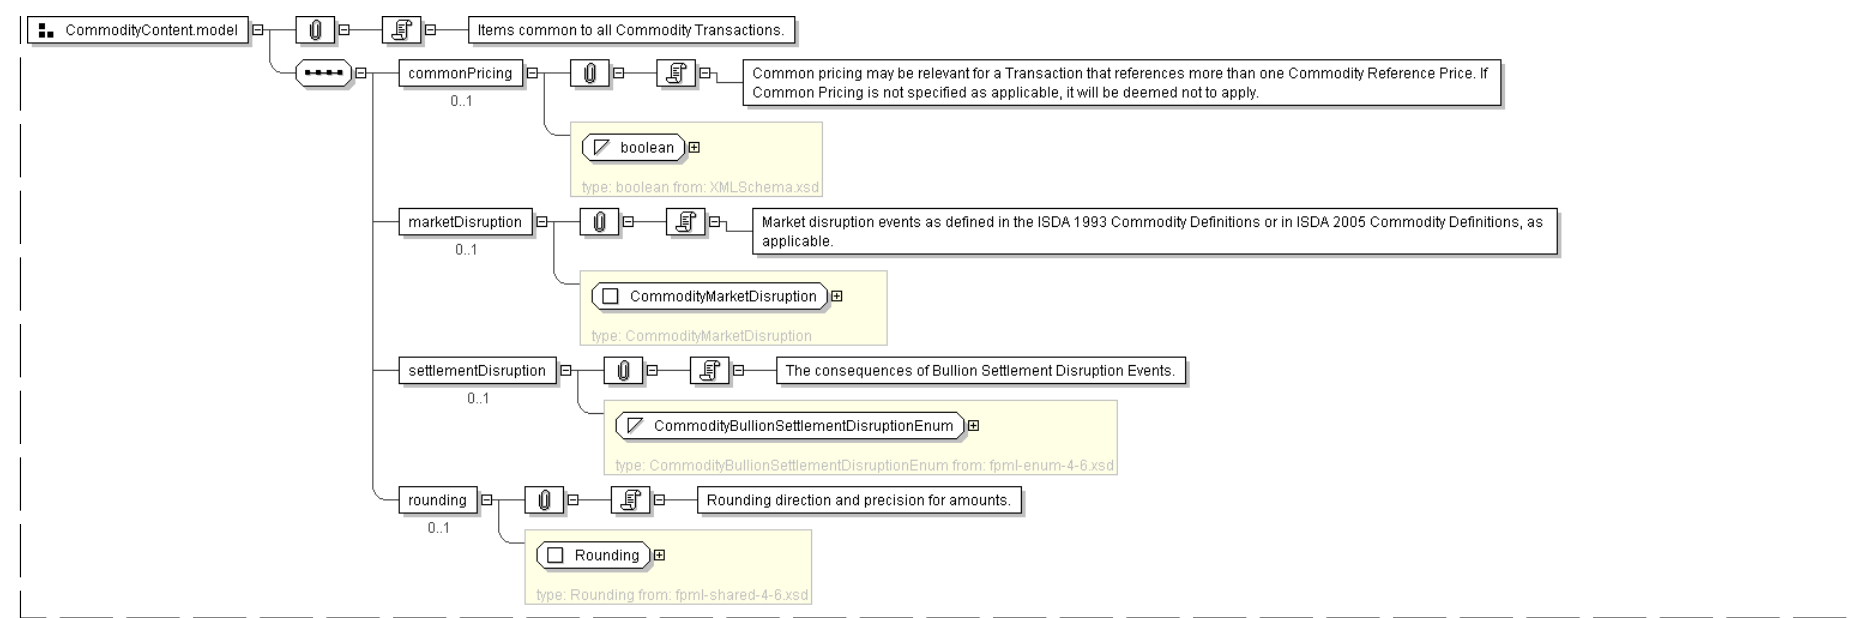 CommodityContent.model
Items common to all Commodity Transactions.
commonPricing
0..1
Common pricing may be relevant for a Transaction that references more than one Commodity Reference Price. If
Common Pricing is not specified as applicable, it will be deemed not to apply.
boolean
type: boolean from: XMLSchema.xsd
marketDisruption
0..1
Market disruption events as defined in the ISDA 1993 Commodity Definitions or in ISDA 2005 Commodity Definitions, as
applicable.
CommodityMarketDisruption
type: CommodityMarketDisruption
settlementDisruption
0..1
The consequences of Bullion Settlement Disruption Events.
CommodityBullionSettlementDisruptionEnum
type: CommodityBullionSettlementDisruptionEnum from: fpml-enum-4-6.xsd
rounding
0..1
Rounding direction and precision for amounts.
Rounding
type: Rounding from: fpml-shared-4-6.xsd